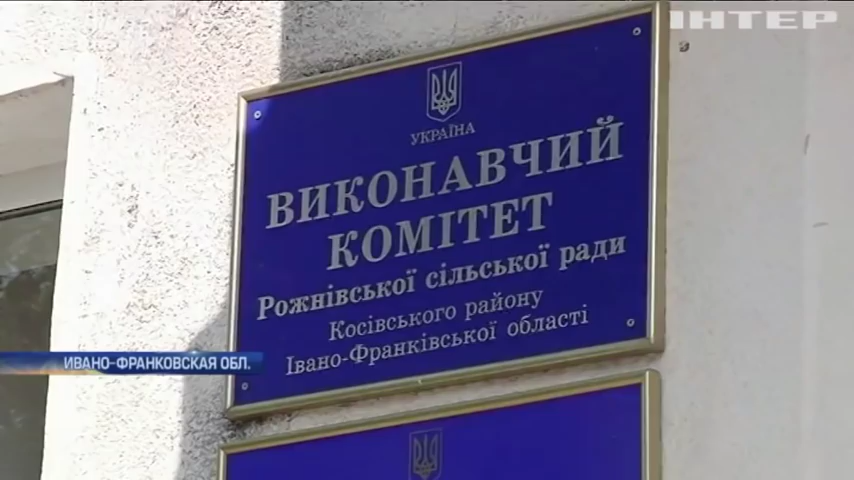 ІНТЕР
УКРАЇНА
ВИКОНАВЧИЙ
КОМІТЕТ
Рожнівської сільської ради
Косівського району
Івано-Франківської області
ИВАНО-ФРАНКОВСКАЯ ОБЛ.